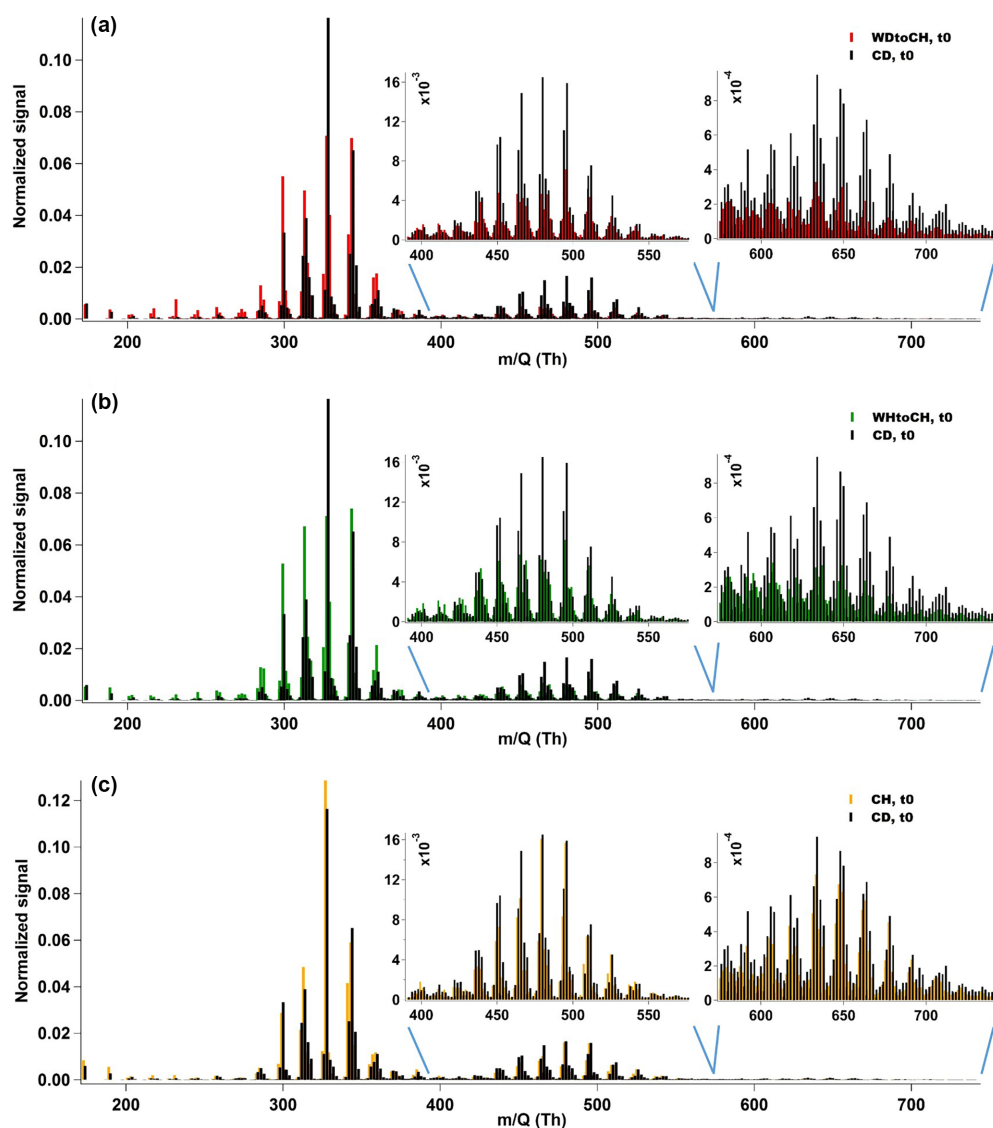 (a)
WDtoCH, t0
CD, t0
Normalized signal
0.10
0.08
0.06
0.04
0.02
0.00
x10-3
16
12
8
4
0
400 450 500 550
x10-4
8
6
4
2
0
600 650 700
200 300 400 500 600 700
m/Q (Th)
(b)
WHtoCH, t0
CD, t0
Normalized signal
0.10
0.08
0.06
0.04
0.02
0.00
x10-3
16
12
8
4
0
400 450 500 550
x10-4
8
6
4
2
0
600 650 700
200 300 400 500 600 700
m/Q (Th)
(c)
CH, t0
CD, t0
Normalized signal
0.12
0.10
0.08
0.06
0.04
0.02
0.00
x10-3
16
12
8
4
0
400 450 500 550
x10-4
8
6
4
2
0
600 650 700
200 300 400 500 600 700
m/Q (Th)